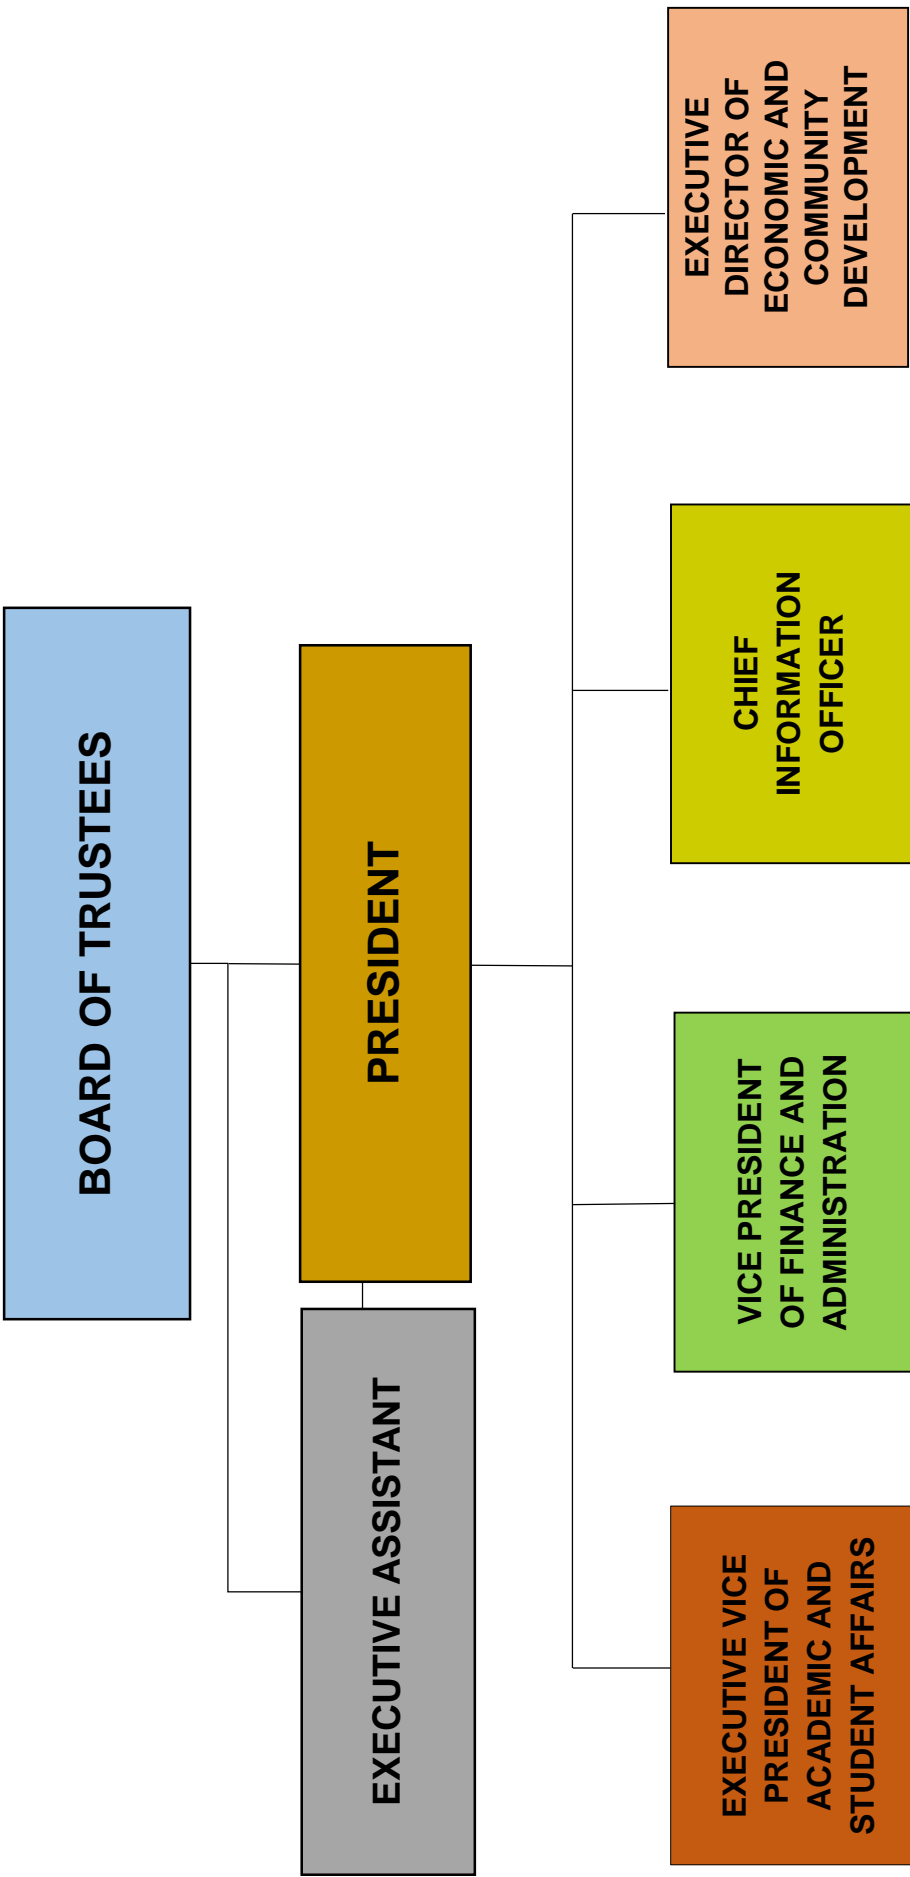 BOARD OF TRUSTEES
EXECUTIVE ASSISTANT
PRESIDENT
EXECUTIVE VICE
PRESIDENT OF
ACADEMIC AND
STUDENT AFFAIRS
VICE PRESIDENT
OF FINANCE AND
ADMINISTRATION
CHIEF
INFORMATION
OFFICER
EXECUTIVE
DIRECTOR OF
ECONOMIC AND
COMMUNITY
DEVELOPMENT